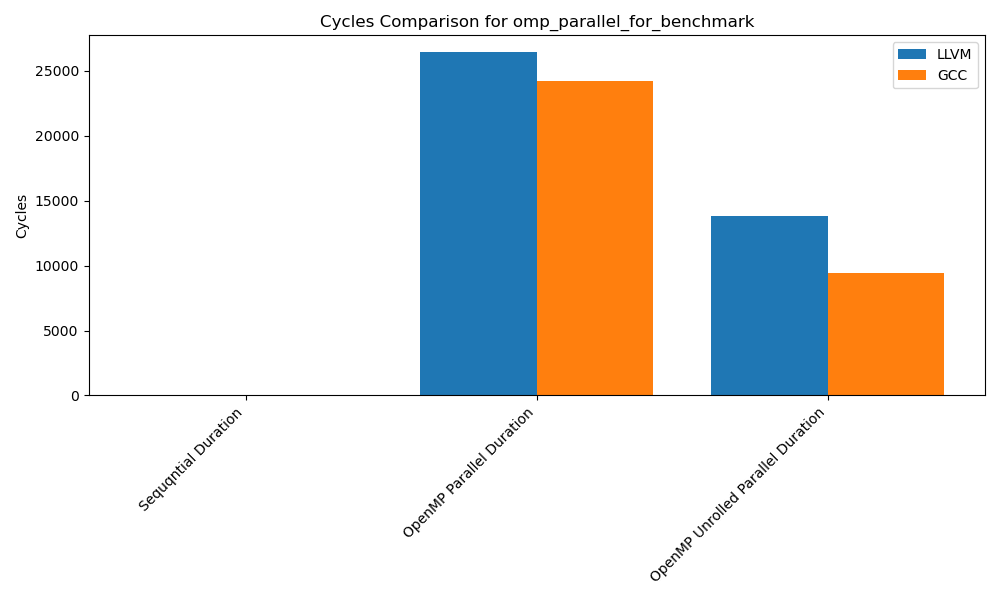 Cycles Comparison for omp_parallel_for_benchmark
LLVM
GCC
Cycles
25000
20000
15000
10000
5000
0
Sequqntial Duration
OpenMP Parallel Duration
OpenMP Unrolled Parallel Duration